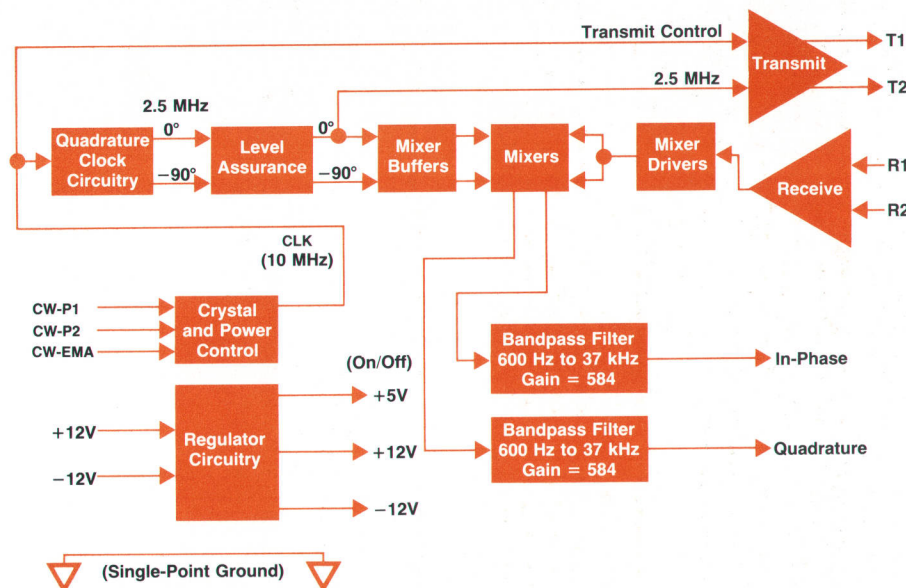 Transmit Control
T1
Transmit
2.5 MHz
T2
2.5 MHz
0°
0°
Quadrature
Clock
Circuitry
Level
Assurance
Mixer
Buffers
Mixers
Mixer
Drivers
R1
Receive
−90°
−90°
R2
CLK
(10 MHz)
CW-P1
CW-P2
CW-EMA
Crystal
and Power
Control
Bandpass Filter
600 Hz to 37 kHz
Gain = 584
In-Phase
(On/Off)
+5V
+12V
−12V
Regulator
Circuitry
+12V
−12V
Bandpass Filter
600 Hz to 37 kHz
Gain = 584
Quadrature
(Single-Point Ground)